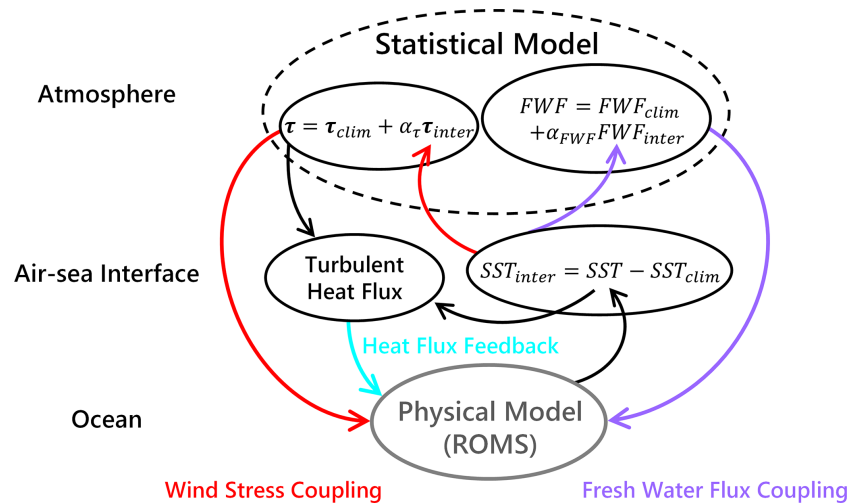 Statistical Model
Atmosphere
τ = τ_clim + α_τ τ_inter
FWF = FWF_clim
+α_FWF FWF_inter
Air-sea Interface
Turbulent
Heat Flux
SST_inter = SST − SST_clim
Heat Flux Feedback
Ocean
Physical Model
(ROMS)
Wind Stress Coupling
Fresh Water Flux Coupling